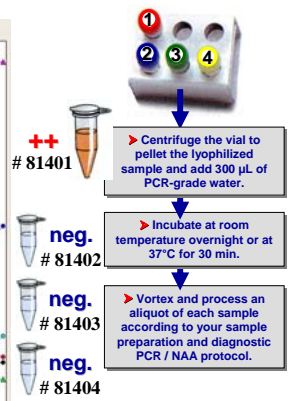 1
2
3
4
++
# 81401
➤ Centrifuge the vial to
pellet the lyophilized
sample and add 300 µL of
PCR-grade water.
neg.
# 81402
➤ Incubate at room
temperature overnight or at
37°C for 30 min.
neg.
# 81403
➤ Vortex and process an
aliquot of each sample
according to your sample
preparation and diagnostic
PCR / NAA protocol.
neg.
# 81404